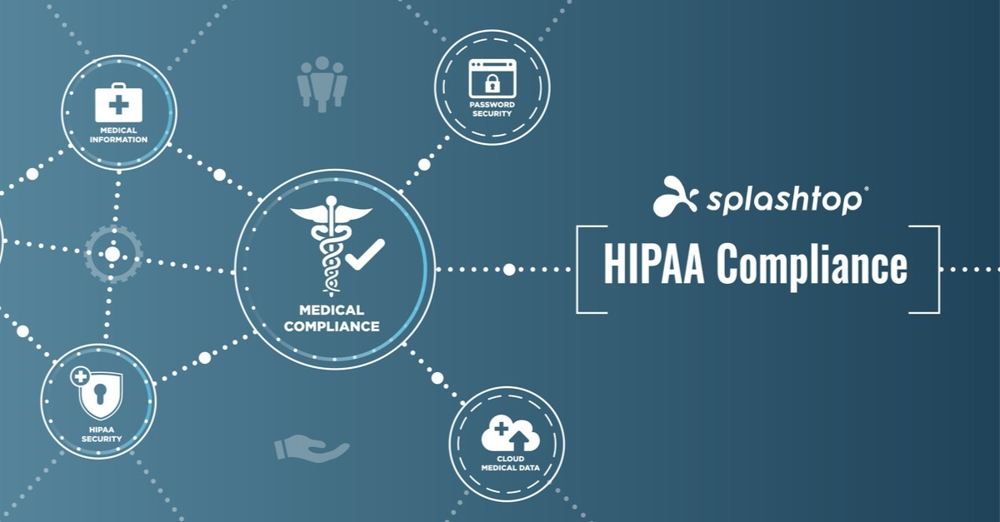 MEDICAL
INFORMATION
PASSWORD
SECURITY
MEDICAL
COMPLIANCE
splashtop
HIPAA Compliance
HIPAA
SECURITY
CLOUD
MEDICAL DATA